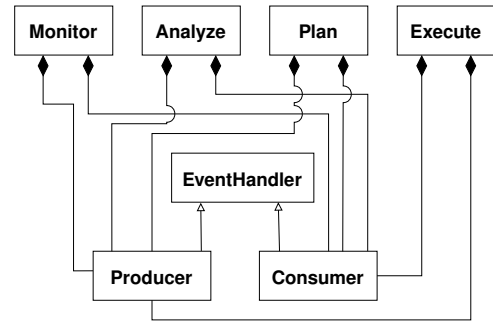 Monitor
Analyze
Plan
Execute
EventHandler
Producer
Consumer